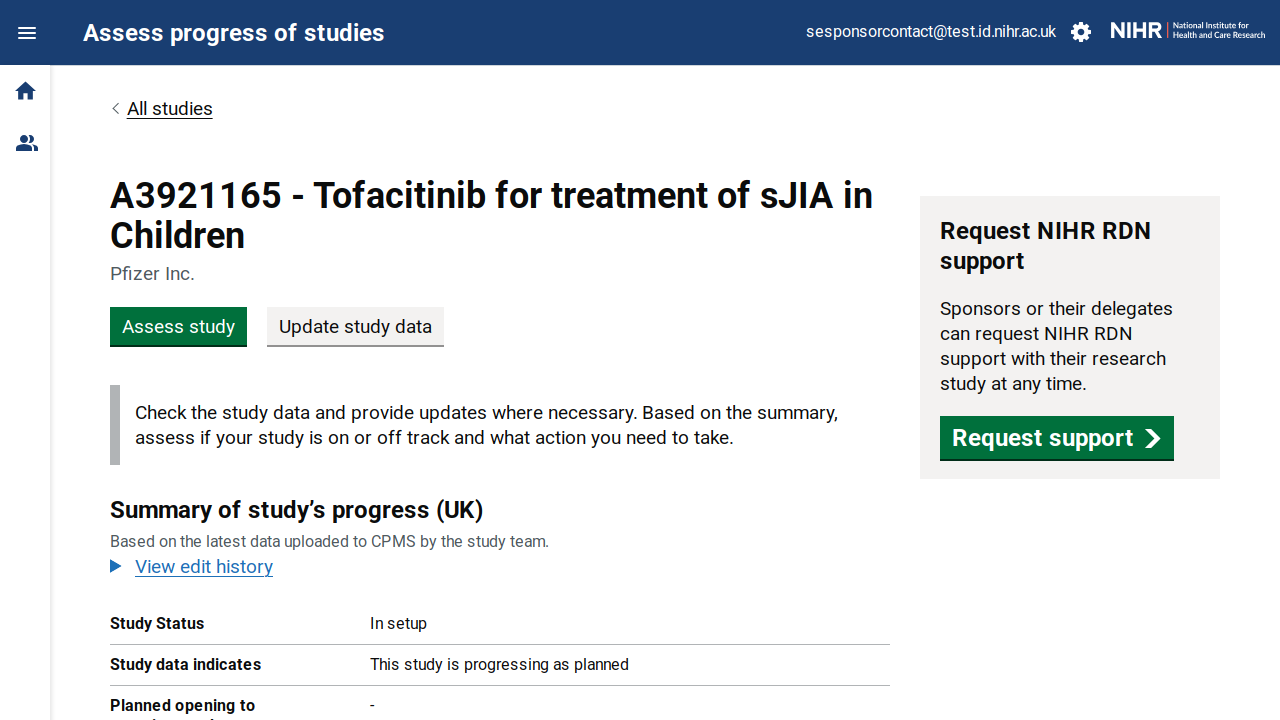 Assess progress of studies
sesponsorcontact@test.id.nihr.ac.uk
NIHR
National Institute for
Health and Care Research
All studies
A3921165 - Tofacitinib for treatment of sJIA in
Children
Pfizer Inc.
Assess study
Update study data
Check the study data and provide updates where necessary. Based on the summary,
assess if your study is on or off track and what action you need to take.
Summary of study’s progress (UK)
Based on the latest data uploaded to CPMS by the study team.
View edit history
Study Status In setup
Study data indicates This study is progressing as planned
Planned opening to -
Request NIHR RDN
support
Sponsors or their delegates
can request NIHR RDN
support with their research
study at any time.
Request support